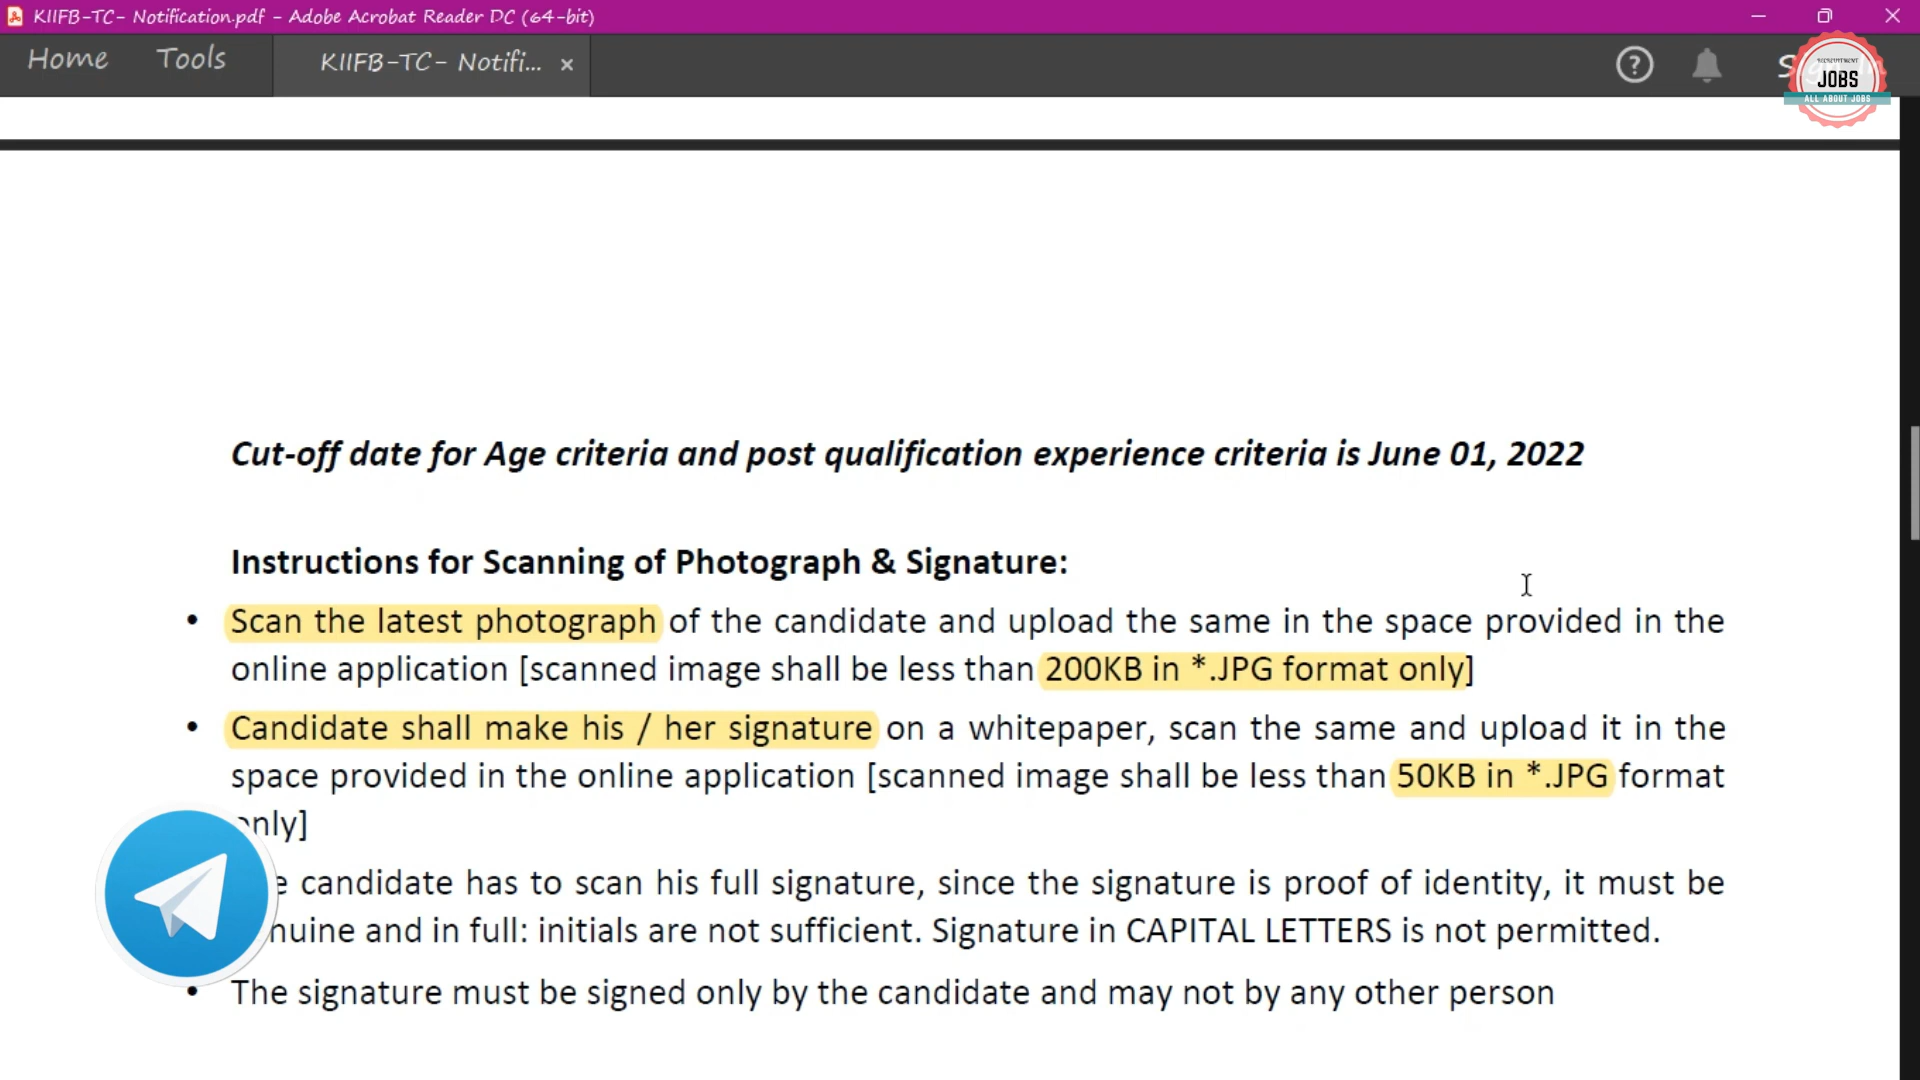 KIIFB-TC- Notification.pdf - Adobe Acrobat Reader DC (64-bit)
Home Tools KIIFB-TC- Notifi... ×
RECRUITMENT
JOBS
ALL ABOUT JOBS
Cut-off date for Age criteria and post qualification experience criteria is June 01, 2022
Instructions for Scanning of Photograph & Signature:
• Scan the latest photograph of the candidate and upload the same in the space provided in the
online application [scanned image shall be less than 200KB in *.JPG format only]
• Candidate shall make his / her signature on a whitepaper, scan the same and upload it in the
space provided in the online application [scanned image shall be less than 50KB in *.JPG format
only]
candidate has to scan his full signature, since the signature is proof of identity, it must be
and in full: initials are not sufficient. Signature in CAPITAL LETTERS is not permitted.
• The signature must be signed only by the candidate and may not by any other person